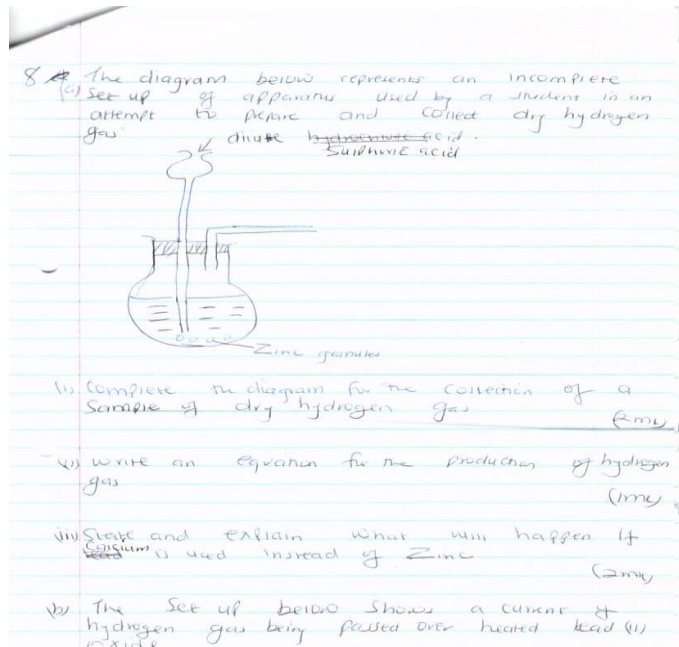 8 The diagram below represents an incomplete
(a) set up of apparatus used by a student in an
attempt to prepare and collect dry hydrogen
gas
dilute
Sulphuric acid
Zinc granules
(i) Complete the diagram for the collection of a
Sample of dry hydrogen gas
(2mk)
(ii) write an equation for the production of hydrogen
gas
(1mk)
(iii) State and explain what will happen if
Calcium is used instead of Zinc
(2mk)
(b) The Set up below Shows a current of
hydrogen gas being passed over heated lead (II)
oxide